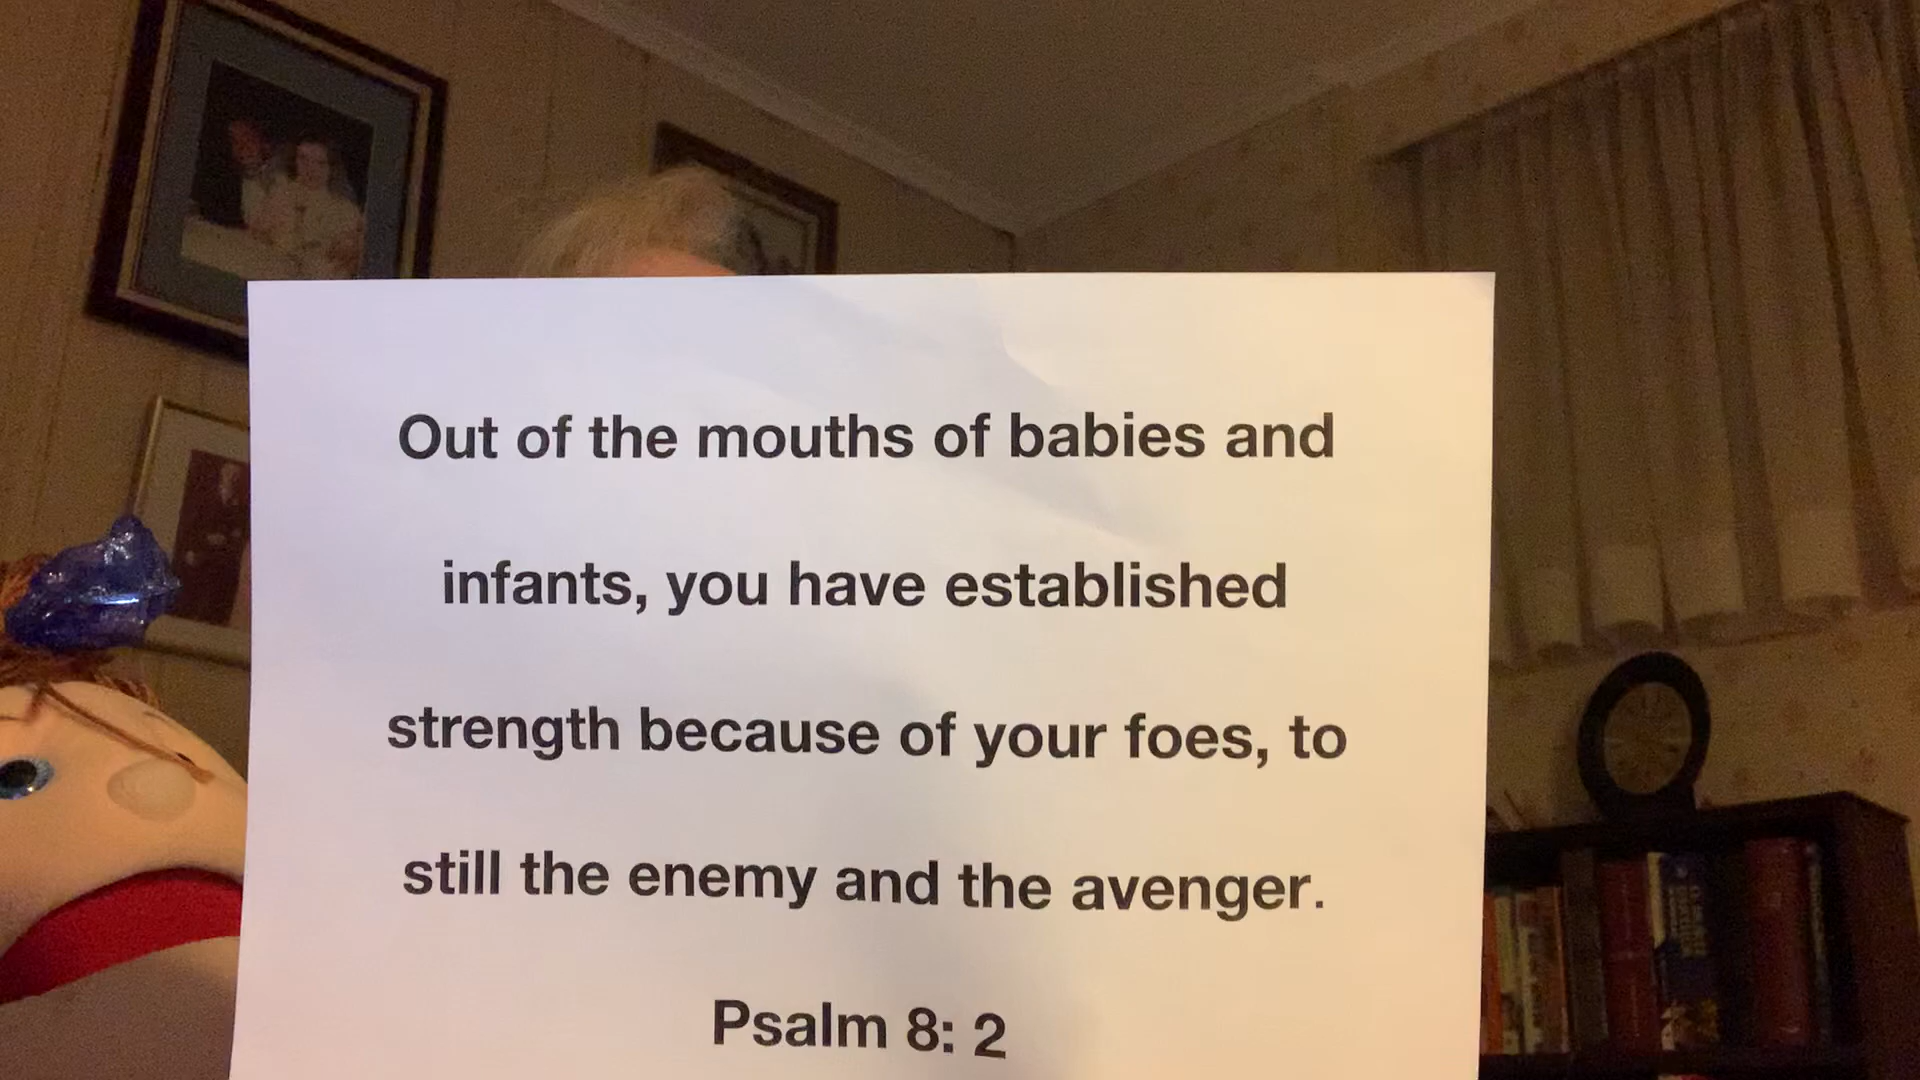 Out of the mouths of babies and
infants, you have established
strength because of your foes, to
still the enemy and the avenger.
Psalm 8: 2